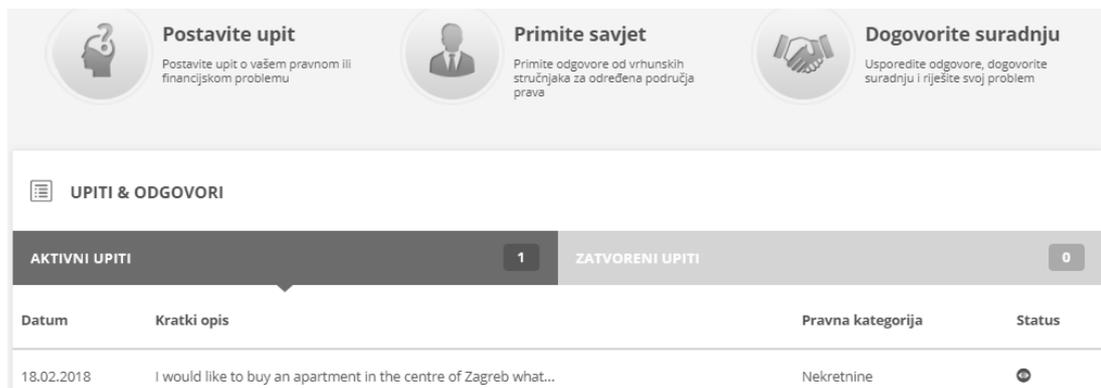 Postavite upit
Postavite upit o vašem pravnom ili
financijskom problemu
Primite savjet
Primite odgovore od vrhunskih
stručnjaka za određena područja
prava
Dogovorite suradnju
Usporedite odgovore, dogovorite
suradnju i riješite svoj problem
UPITI & ODGOVORI
AKTIVNI UPITI 1 ZATVORENI UPITI 0
Datum Kratki opis Pravna kategorija Status
18.02.2018 I would like to buy an apartment in the centre of Zagreb what... Nekretnine